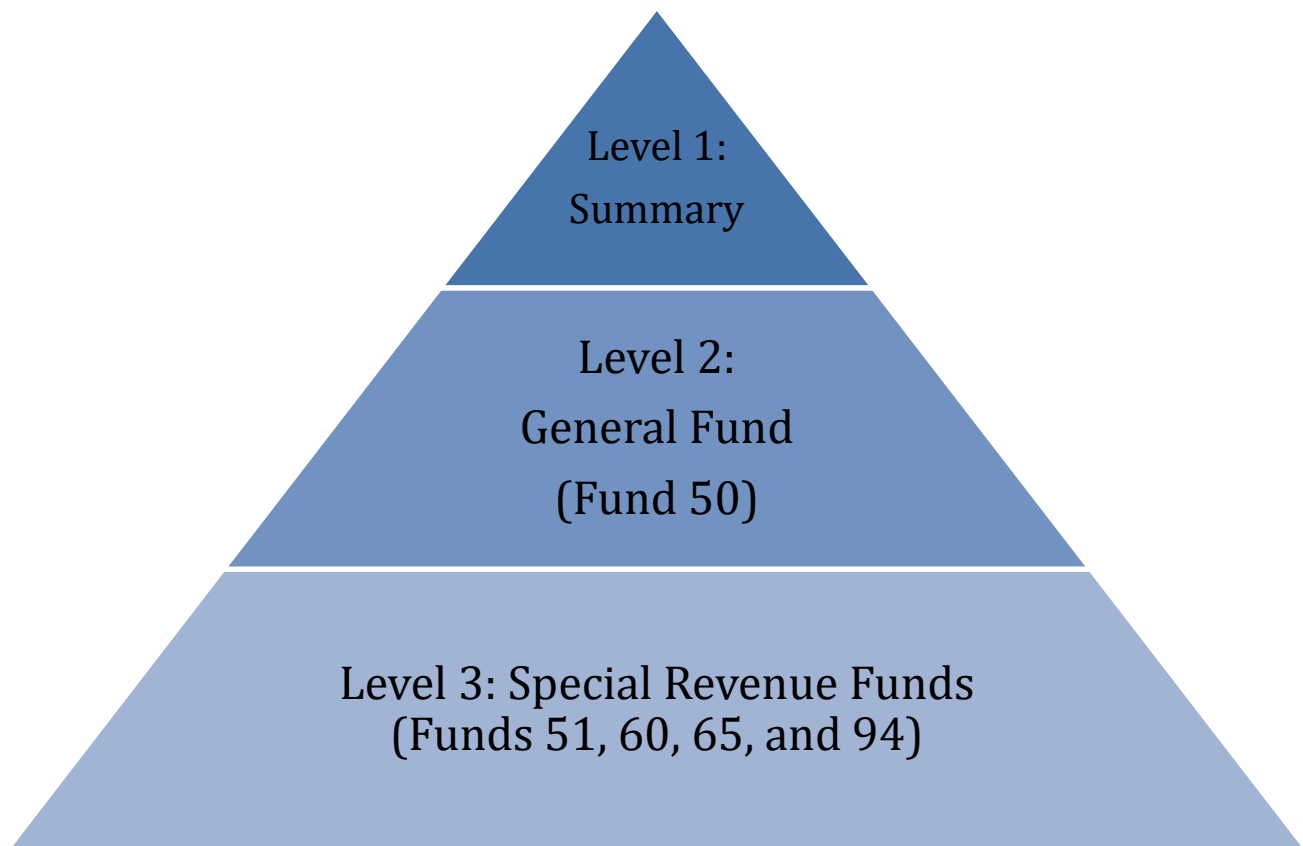 Level 1:
Summary
Level 2:
General Fund
(Fund 50)
Level 3: Special Revenue Funds
(Funds 51, 60, 65, and 94)